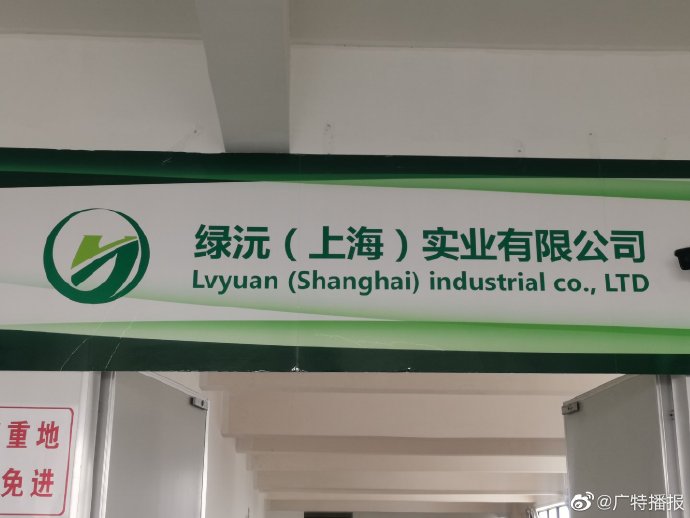 绿沅（上海）实业有限公司
Lvyuan (Shanghai) industrial co., LTD
重地
免进
@广特播报